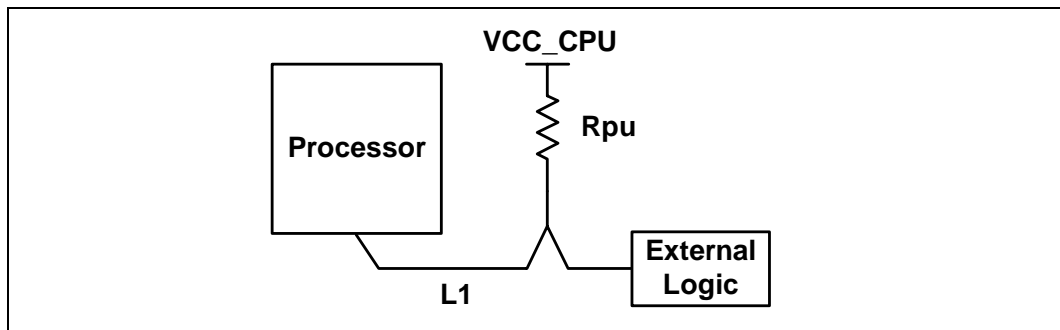 VCC_CPU
Processor
Rpu
External
Logic
L1